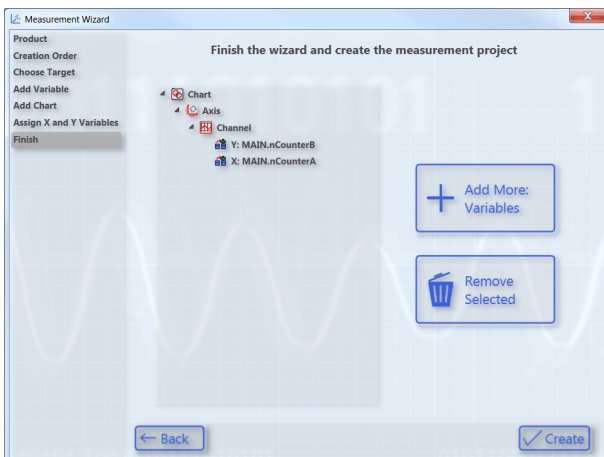 Measurement Wizard
Product
Creation Order
Choose Target
Add Variable
Add Chart
Assign X and Y Variables
Finish
Finish the wizard and create the measurement project
Chart
Axis
Channel
Y: MAIN.nCounterB
X: MAIN.nCounterA
Add More:
Variables
Remove
Selected
Back
Create